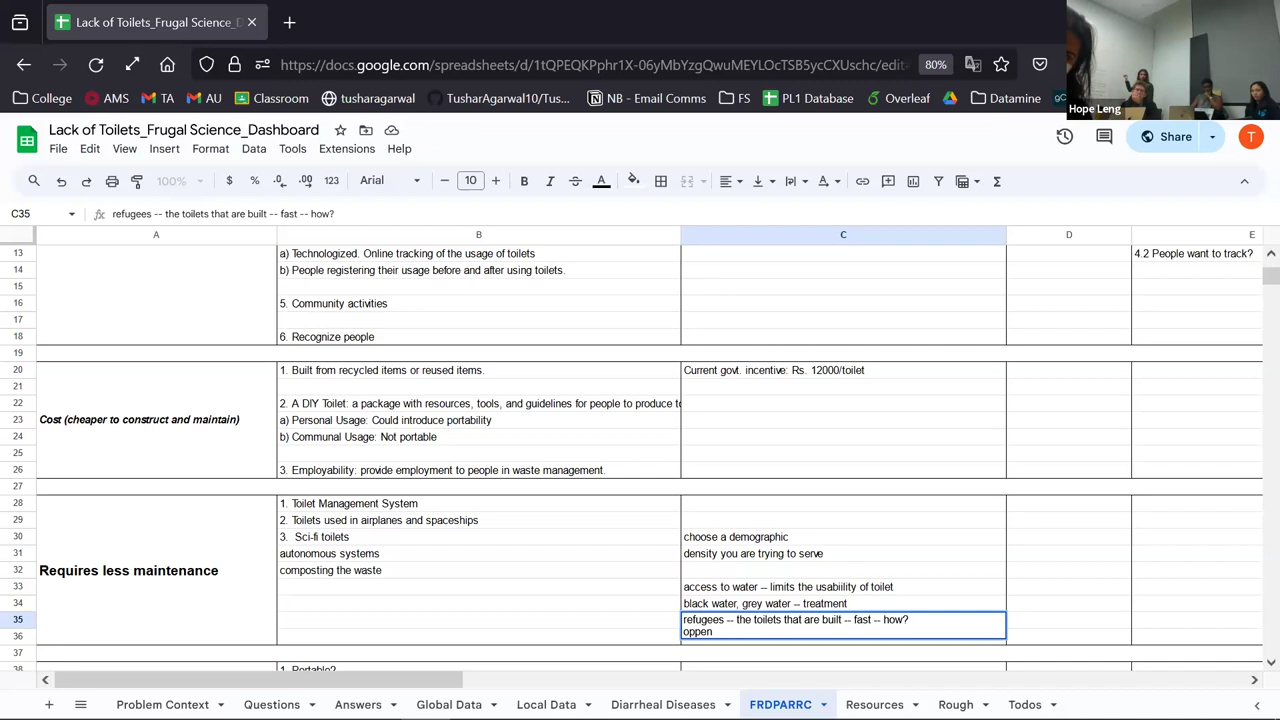 Lack of Toilets_Frugal Science_D
https://docs.google.com/spreadsheets/d/1tQPEQKPphr1X-06yMbYzgQwuMEYLOcTSB5ycCXUschc/edit
80%
College
AMS
TA
AU
Classroom
tusharagarwal
TusharAgarwal10/Tus...
NB - Email Comms
FS
PL1 Database
Overleaf
Datamine
Hope Leng
Lack of Toilets_Frugal Science_Dashboard
Share
T
File Edit View Insert Format Data Tools Extensions Help
100% $ % .0 .00 123 Arial 10 B I S A
C35 fx refugees -- the toilets that are built -- fast -- how?
A B C D E
13 a) Technologized. Online tracking of the usage of toilets 4.2 People want to track?
14 b) People registering their usage before and after using toilets.
15
16 5. Community activities
17
18 6. Recognize people
19
20 1. Built from recycled items or reused items. Current govt. incentive: Rs. 12000/toilet
21
22 2. A DIY Toilet: a package with resources, tools, and guidelines for people to produce to
23 Cost (cheaper to construct and maintain) a) Personal Usage: Could introduce portability
24 b) Communal Usage: Not portable
25
26 3. Employability: provide employment to people in waste management.
27
28 1. Toilet Management System
29 2. Toilets used in airplanes and spaceships
30 3. Sci-fi toilets choose a demographic
31 autonomous systems density you are trying to serve
32 Requires less maintenance composting the waste
33 access to water -- limits the usabiility of toilet
34 black water, grey water -- treatment
35 refugees -- the toilets that are built -- fast -- how?
36 oppen
37
38 1. Portable?
Problem Context Questions Answers Global Data Local Data Diarrheal Diseases FRDPARRC Resources Rough Todos